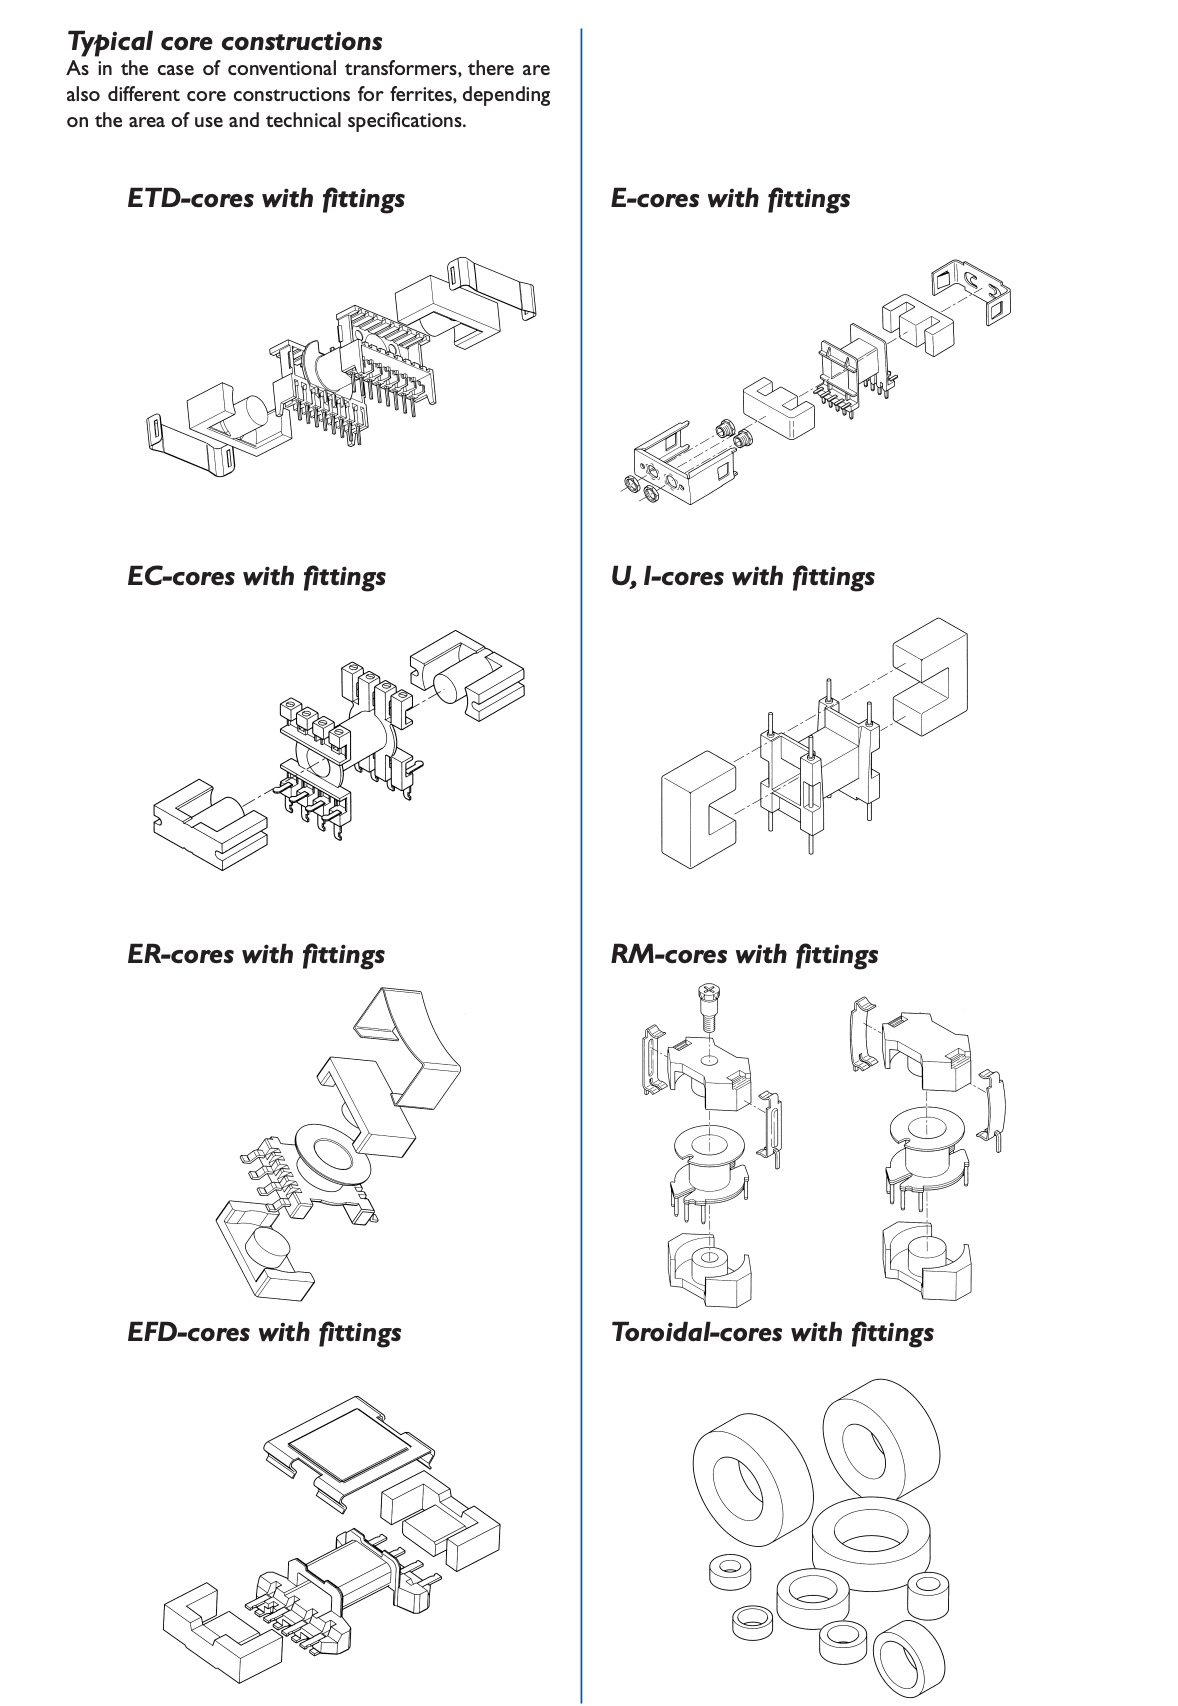 Typical core constructions
As in the case of conventional transformers, there are
also different core constructions for ferrites, depending
on the area of use and technical specifications.
ETD-cores with fittings
E-cores with fittings
EC-cores with fittings
U, I-cores with fittings
ER-cores with fittings
RM-cores with fittings
EFD-cores with fittings
Toroidal-cores with fittings